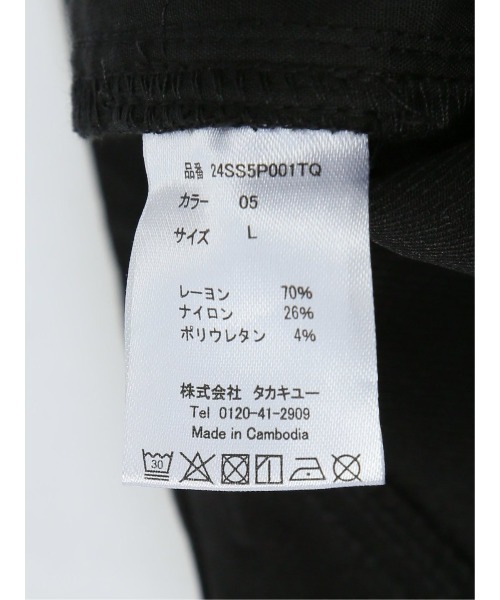 品番 24SS5P001TQ
カラー 05
サイズ L
レーヨン 70%
ナイロン 26%
ポリウレタン 4%
株式会社 タカキユー
Tel 0120-41-2909
Made in Cambodia
30